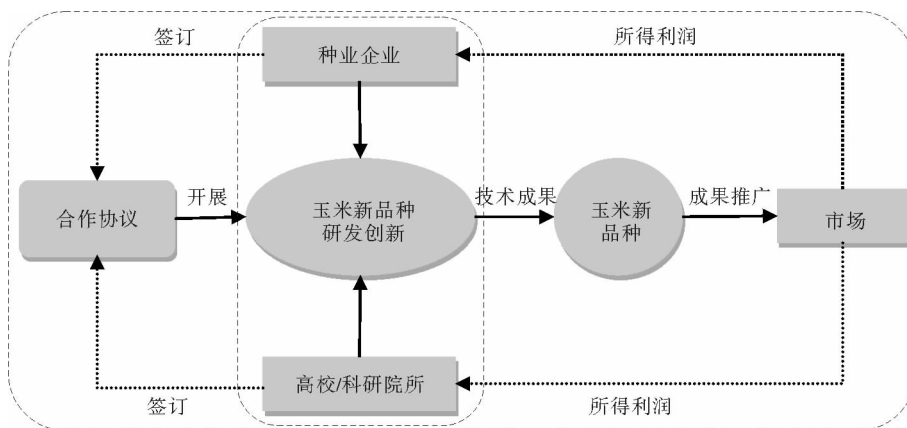 签订
种业企业
所得利润
合作协议
开展
玉米新品种
研发创新
技术成果
玉米新
品种
成果推广
市场
签订
高校/科研院所
所得利润